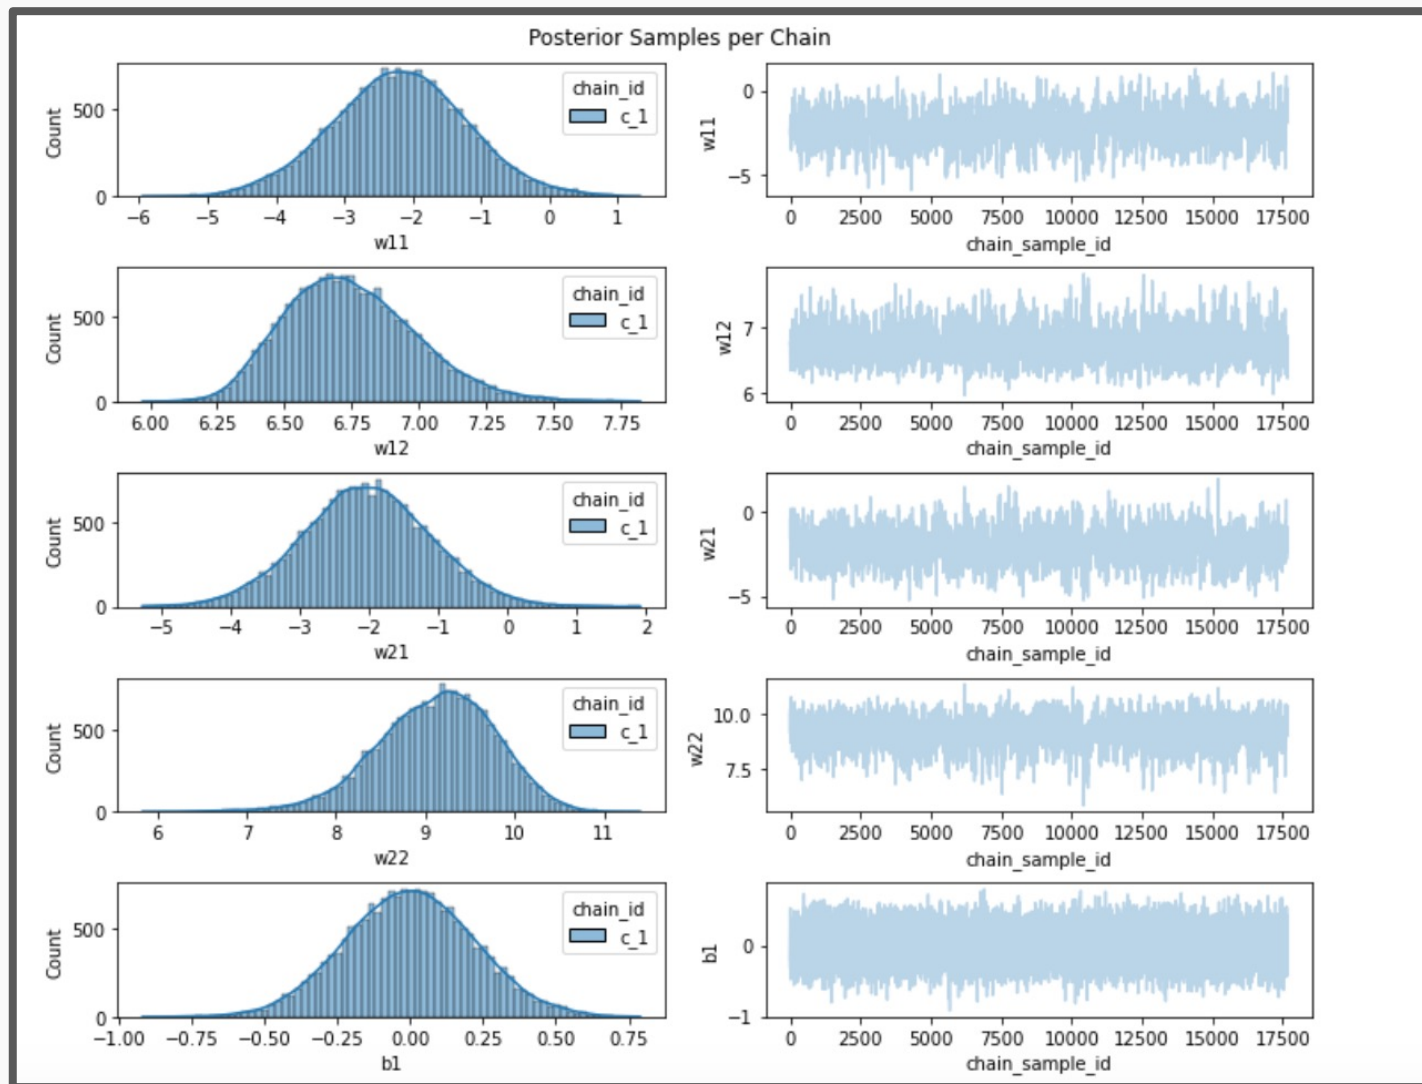 Posterior Samples per Chain
Count
500
0
chain_id
c_1
−6 −5 −4 −3 −2 −1 0 1
w11
w11
0
−5
0 2500 5000 7500 10000 12500 15000 17500
chain_sample_id
Count
500
0
chain_id
c_1
6.00 6.25 6.50 6.75 7.00 7.25 7.50 7.75
w12
w12
7
6
0 2500 5000 7500 10000 12500 15000 17500
chain_sample_id
Count
500
0
chain_id
c_1
−5 −4 −3 −2 −1 0 1 2
w21
w21
0
−5
0 2500 5000 7500 10000 12500 15000 17500
chain_sample_id
Count
500
0
chain_id
c_1
6 7 8 9 10 11
w22
w22
10.0
7.5
0 2500 5000 7500 10000 12500 15000 17500
chain_sample_id
Count
500
0
chain_id
c_1
−1.00 −0.75 −0.50 −0.25 0.00 0.25 0.50 0.75
b1
b1
0
−1
0 2500 5000 7500 10000 12500 15000 17500
chain_sample_id